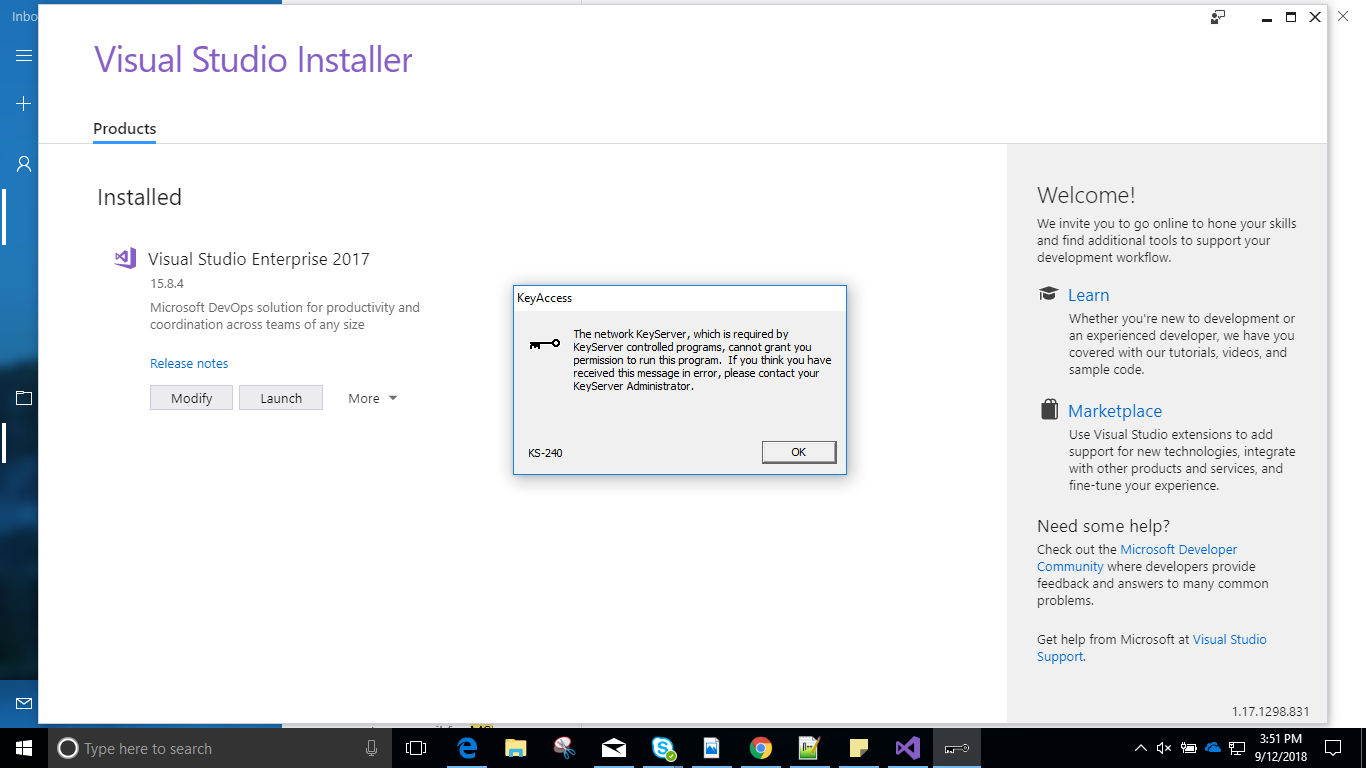 Inbo
Visual Studio Installer
Products
Installed
Visual Studio Enterprise 2017
15.8.4
Microsoft DevOps solution for productivity and
coordination across teams of any size
Release notes
Modify
Launch
More
KeyAccess
The network KeyServer, which is required by
KeyServer controlled programs, cannot grant you
permission to run this program. If you think you have
received this message in error, please contact your
KeyServer Administrator.
KS-240
OK
Welcome!
We invite you to go online to hone your skills
and find additional tools to support your
development workflow.
Learn
Whether you're new to development or
an experienced developer, we have you
covered with our tutorials, videos, and
sample code.
Marketplace
Use Visual Studio extensions to add
support for new technologies, integrate
with other products and services, and
fine-tune your experience.
Need some help?
Check out the Microsoft Developer
Community where developers provide
feedback and answers to many common
problems.
Get help from Microsoft at Visual Studio
Support.
1.17.1298.831
Type here to search
3:51 PM
9/12/2018